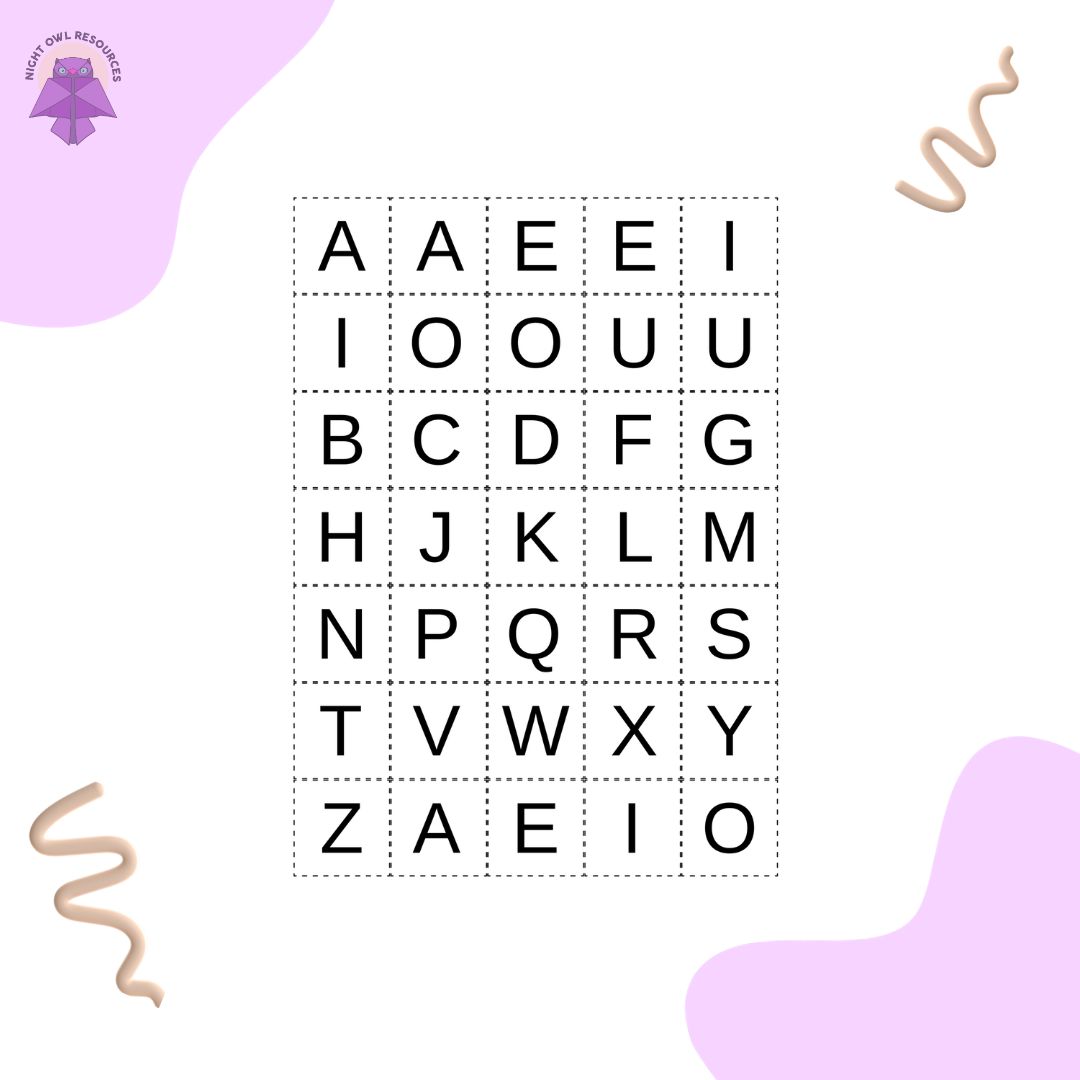 NIGHT OWL RESOURCES
A A E E I
I O O U U
B C D F G
H J K L M
N P Q R S
T V W X Y
Z A E I O